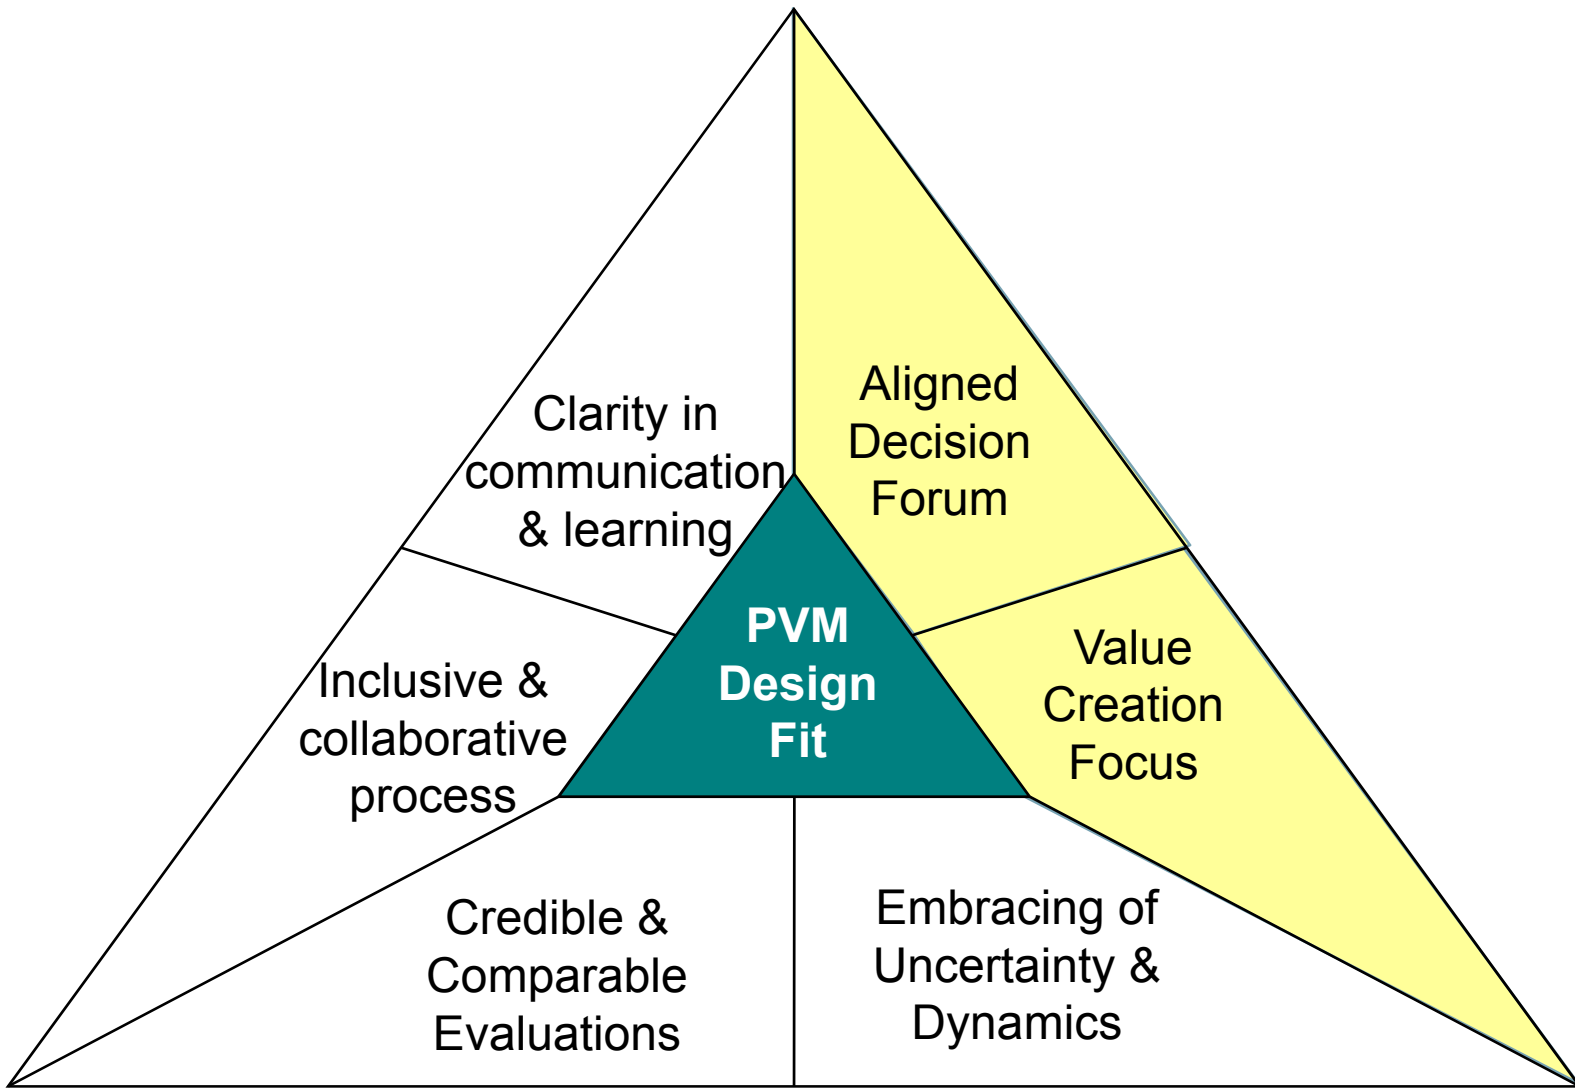 Clarity in
communication
& learning
Aligned
Decision
Forum
PVM
Design
Fit
Inclusive &
collaborative
process
Value
Creation
Focus
Credible &
Comparable
Evaluations
Embracing of
Uncertainty &
Dynamics